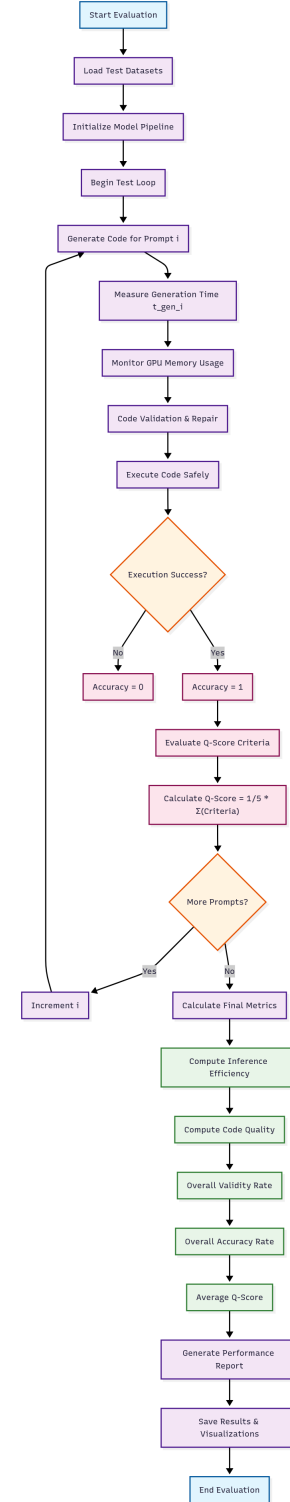 Start Evaluation
Load Test Datasets
Initialize Model Pipeline
Begin Test Loop
Generate Code for Prompt i
Measure Generation Time
t_gen_i
Monitor GPU Memory Usage
Code Validation & Repair
Execute Code Safely
Execution Success?
No
Yes
Accuracy = 0
Accuracy = 1
Evaluate Q-Score Criteria
Calculate Q-Score = 1/5 *
Σ(Criteria)
More Prompts?
Yes
No
Increment i
Calculate Final Metrics
Compute Inference
Efficiency
Compute Code Quality
Overall Validity Rate
Overall Accuracy Rate
Average Q-Score
Generate Performance
Report
Save Results &
Visualizations
End Evaluation